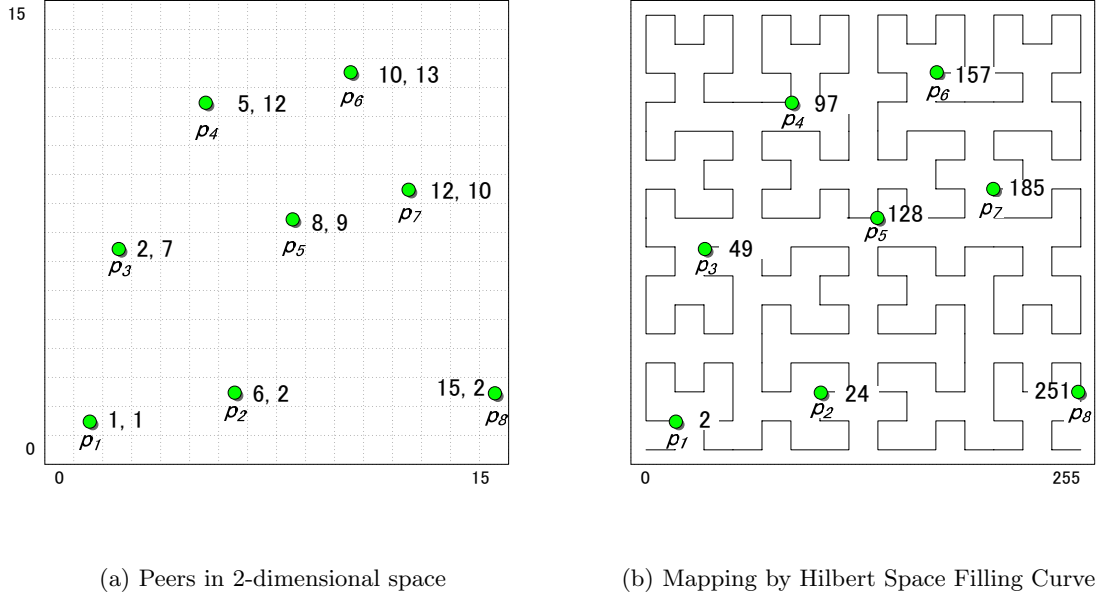 15
10, 13
p6
5, 12
p4
12, 10
p7
8, 9
p5
2, 7
p3
15, 2
p8
6, 2
p2
1, 1
p1
0
0
15
(a) Peers in 2-dimensional space
157
p6
97
p4
185
p7
128
p5
49
p3
251
p8
24
p2
2
p1
0
255
(b) Mapping by Hilbert Space Filling Curve